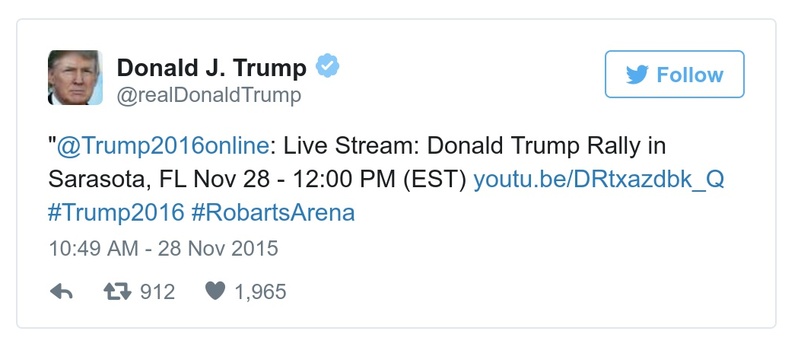 Donald J. Trump
@realDonaldTrump
Follow
"@Trump2016online: Live Stream: Donald Trump Rally in
Sarasota, FL Nov 28 - 12:00 PM (EST) youtu.be/DRtxazdbk_Q
#Trump2016 #RobartsArena
10:49 AM - 28 Nov 2015
912 1,965